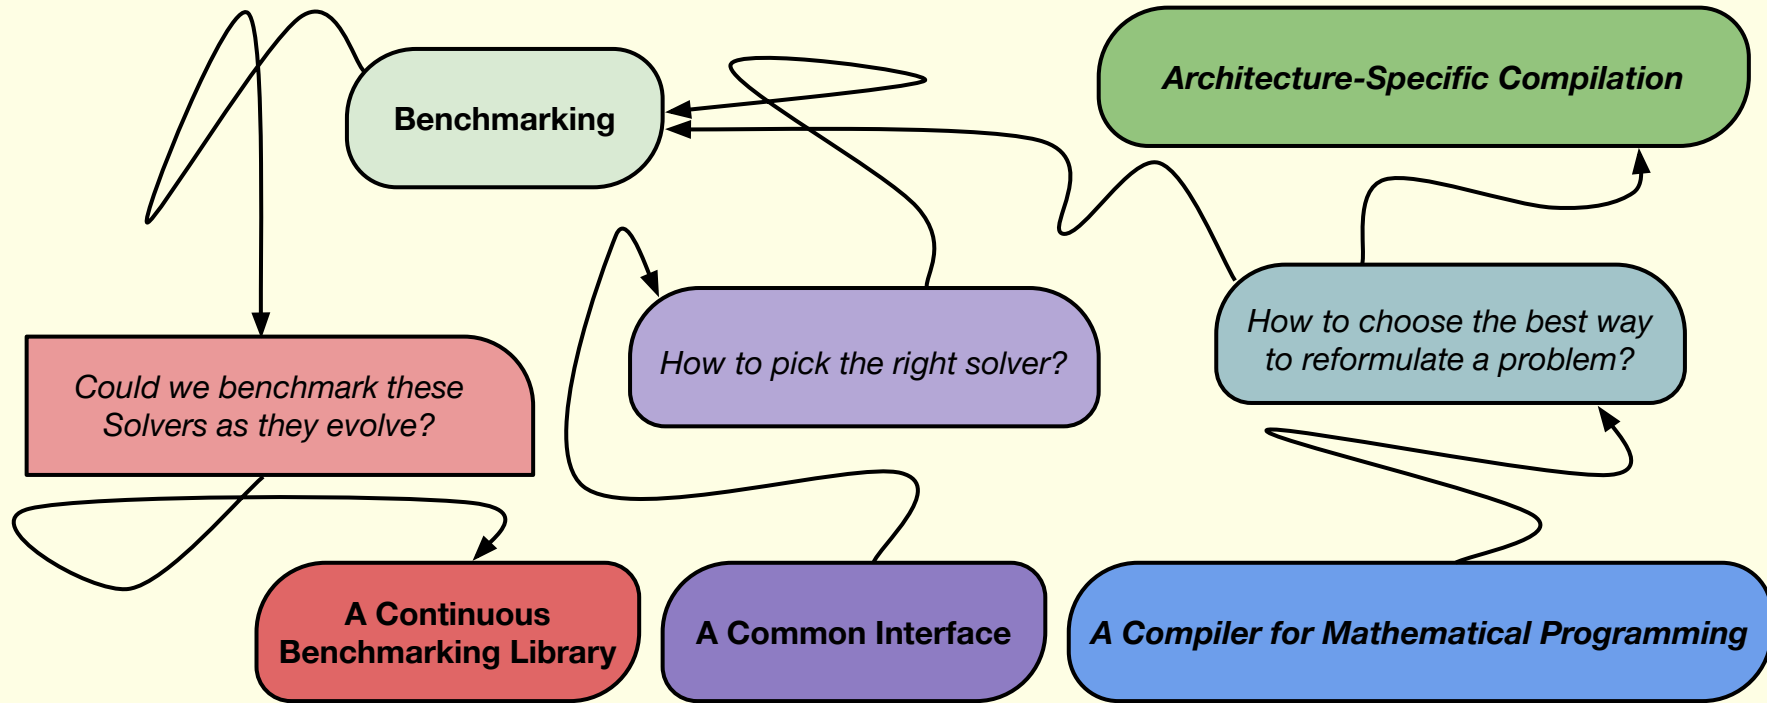 Architecture-Specific Compilation
Benchmarking
How to choose the best way
to reformulate a problem?
How to pick the right solver?
Could we benchmark these
Solvers as they evolve?
A Continuous
Benchmarking Library
A Common Interface
A Compiler for Mathematical Programming